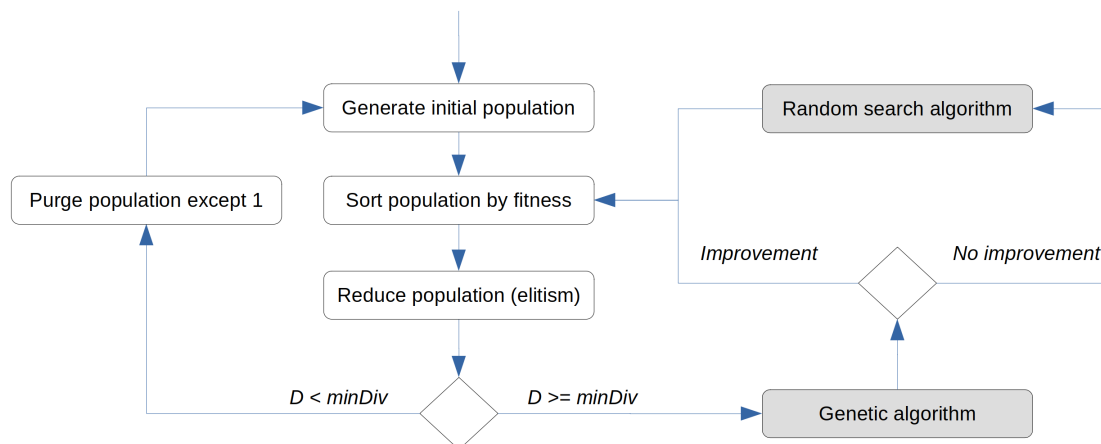 Generate initial population
Random search algorithm
Purge population except 1
Sort population by fitness
Improvement
No improvement
Reduce population (elitism)
D < minDiv
D >= minDiv
Genetic algorithm